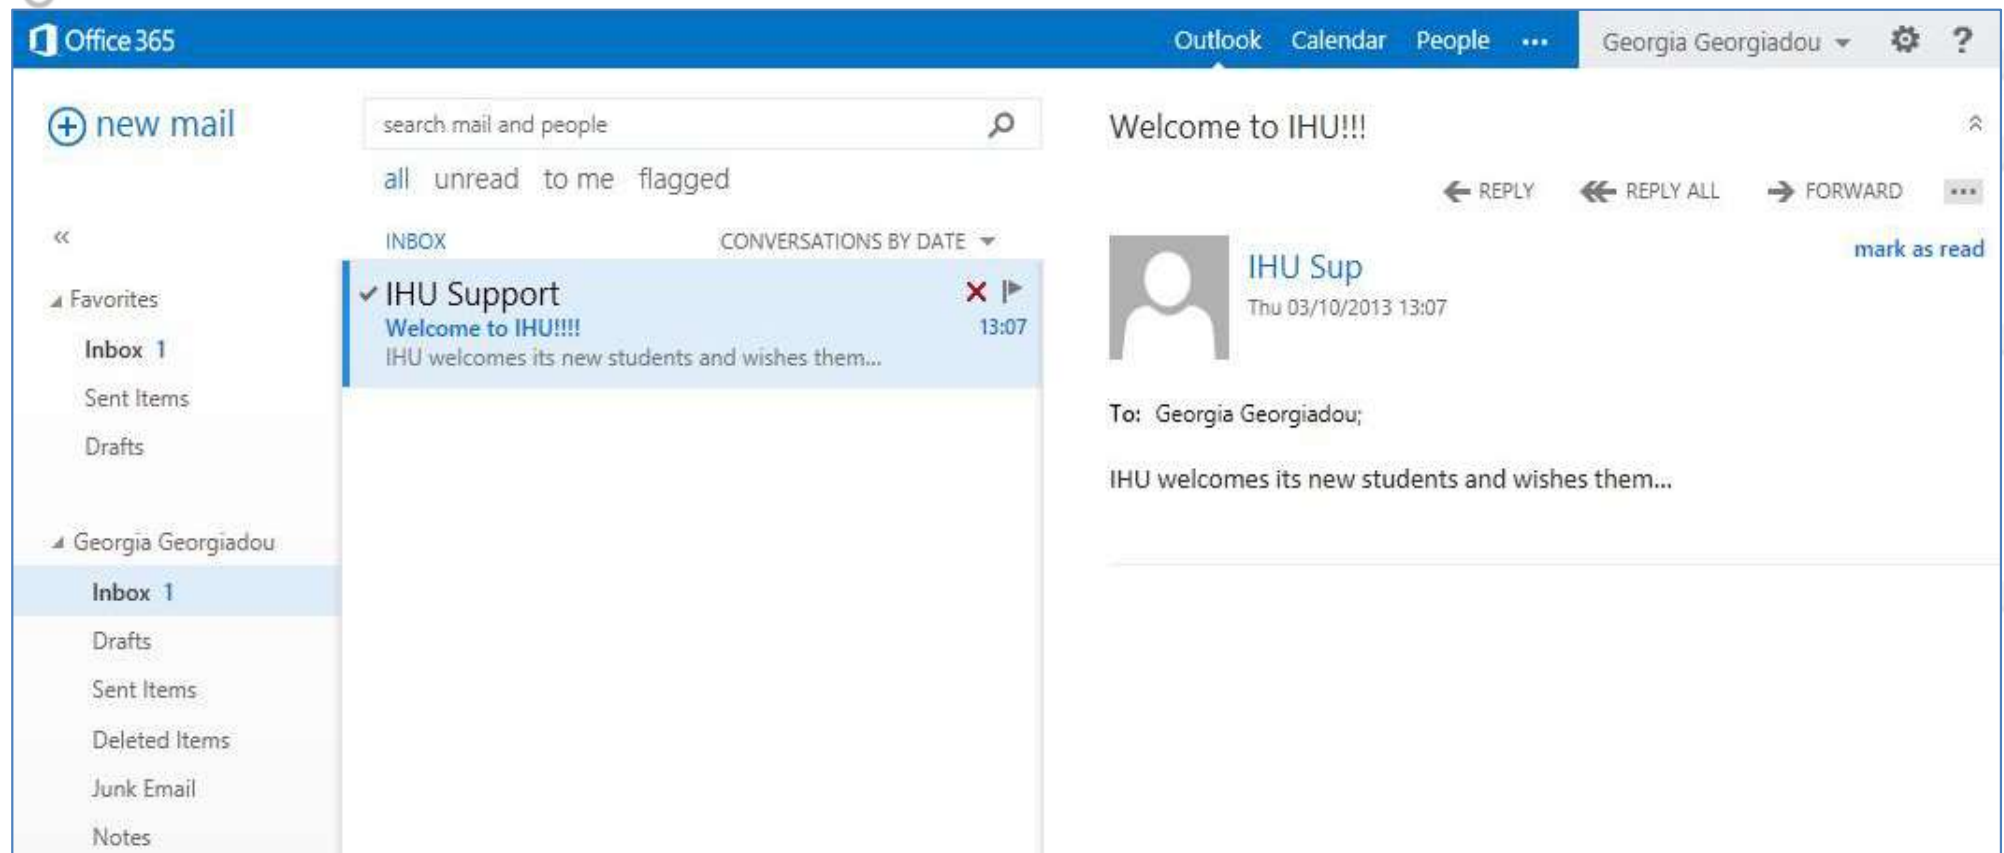 Office 365
Outlook Calendar People ... Georgia Georgiadou ?
new mail
search mail and people
all unread to me flagged
INBOX CONVERSATIONS BY DATE
Favorites
Inbox 1
Sent Items
Drafts
Georgia Georgiadou
Inbox 1
Drafts
Sent Items
Deleted Items
Junk Email
Notes
IHU Support
Welcome to IHU!!!!
13:07
IHU welcomes its new students and wishes them...
Welcome to IHU!!!
REPLY REPLY ALL FORWARD ...
mark as read
IHU Sup
Thu 03/10/2013 13:07
To: Georgia Georgiadou;
IHU welcomes its new students and wishes them...